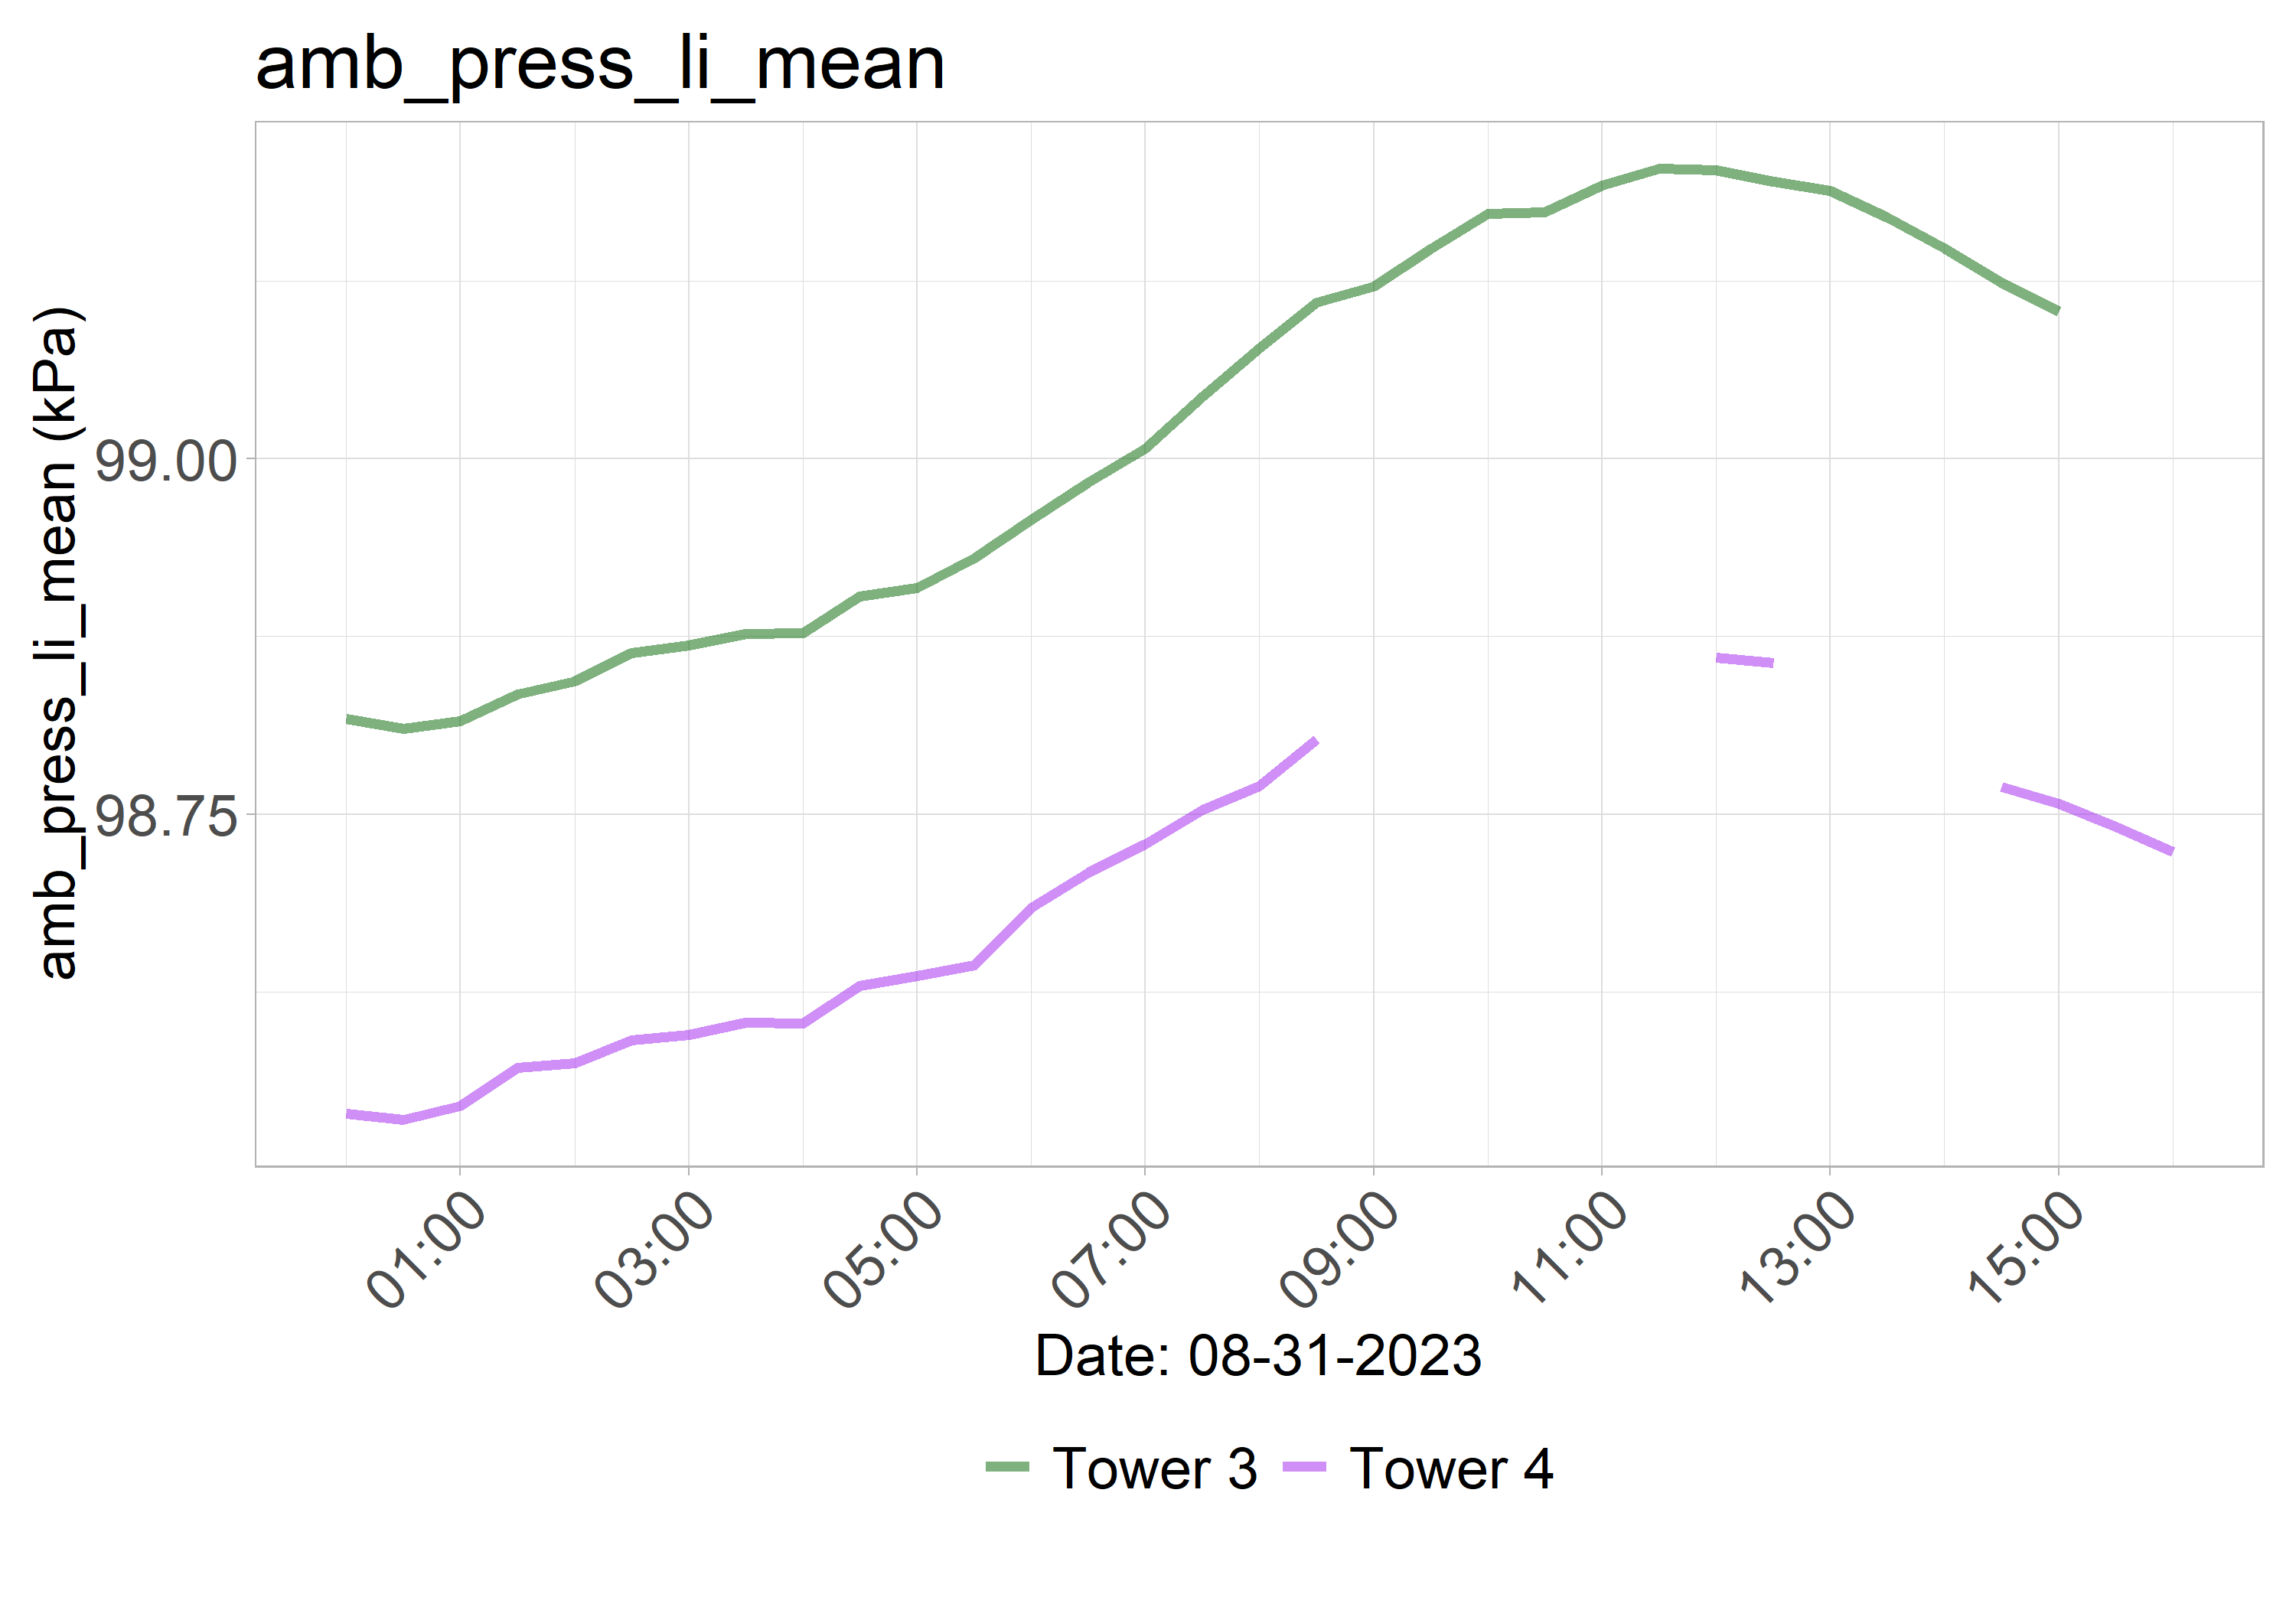 amb_press_li_mean
amb_press_li_mean (kPa)
99.00
98.75
01:00 03:00 05:00 07:00 09:00 11:00 13:00 15:00
Date: 08-31-2023
Tower 3 Tower 4